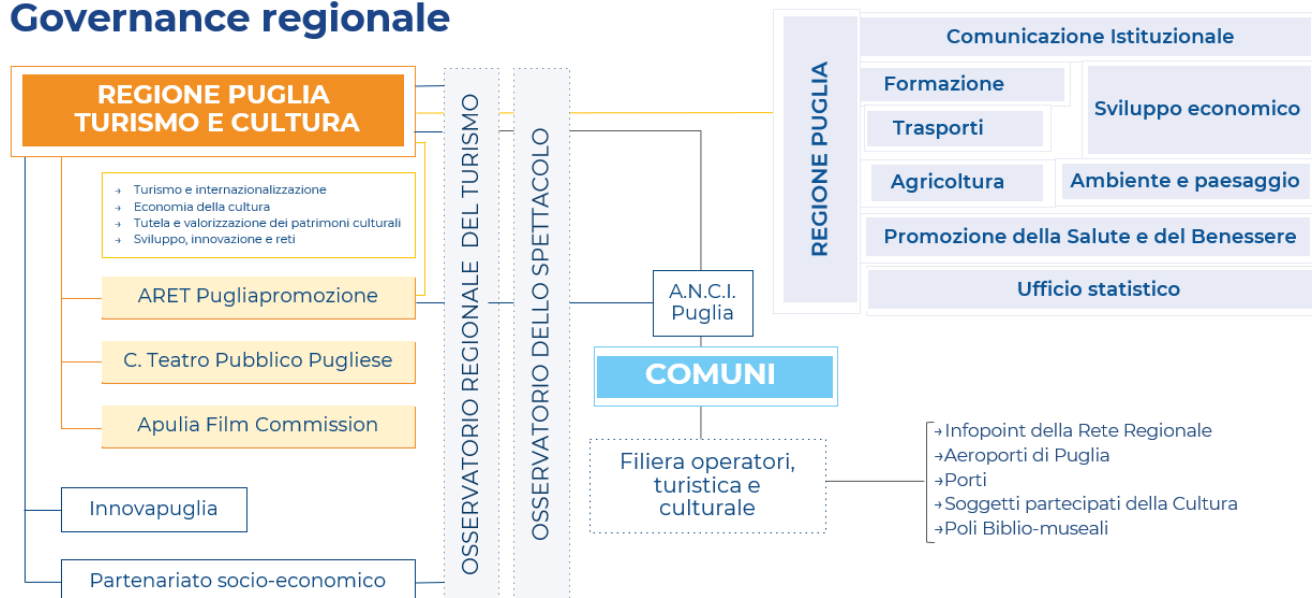 Governance regionale
REGIONE PUGLIA
TURISMO E CULTURA
→ Turismo e internazionalizzazione
→ Economia della cultura
→ Tutela e valorizzazione dei patrimoni culturali
→ Sviluppo, innovazione e reti
ARET Pugliapromozione
C. Teatro Pubblico Pugliese
Apulia Film Commission
Innovapuglia
Partenariato socio-economico
OSSERVATORIO REGIONALE DEL TURISMO
OSSERVATORIO DELLO SPETTACOLO
A.N.C.I.
Puglia
COMUNI
Filiera operatori,
turistica e
culturale
→Infopoint della Rete Regionale
→Aeroporti di Puglia
→Porti
→Soggetti partecipati della Cultura
→Poli Biblio-museali
REGIONE PUGLIA
Comunicazione Istituzionale
Formazione
Trasporti
Sviluppo economico
Agricoltura
Ambiente e paesaggio
Promozione della Salute e del Benessere
Ufficio statistico